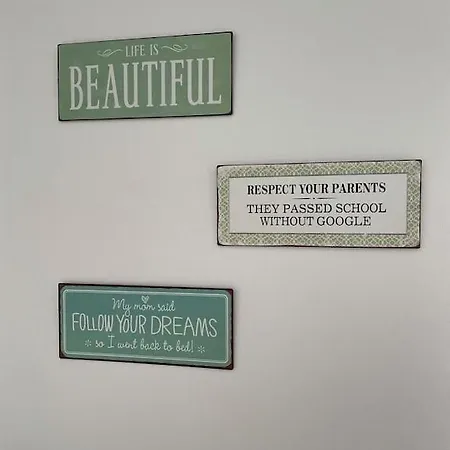 LIFE IS
BEAUTIFUL
RESPECT YOUR PARENTS
THEY PASSED SCHOOL
WITHOUT GOOGLE
My mom said
FOLLOW YOUR DREAMS
so I went back to bed!